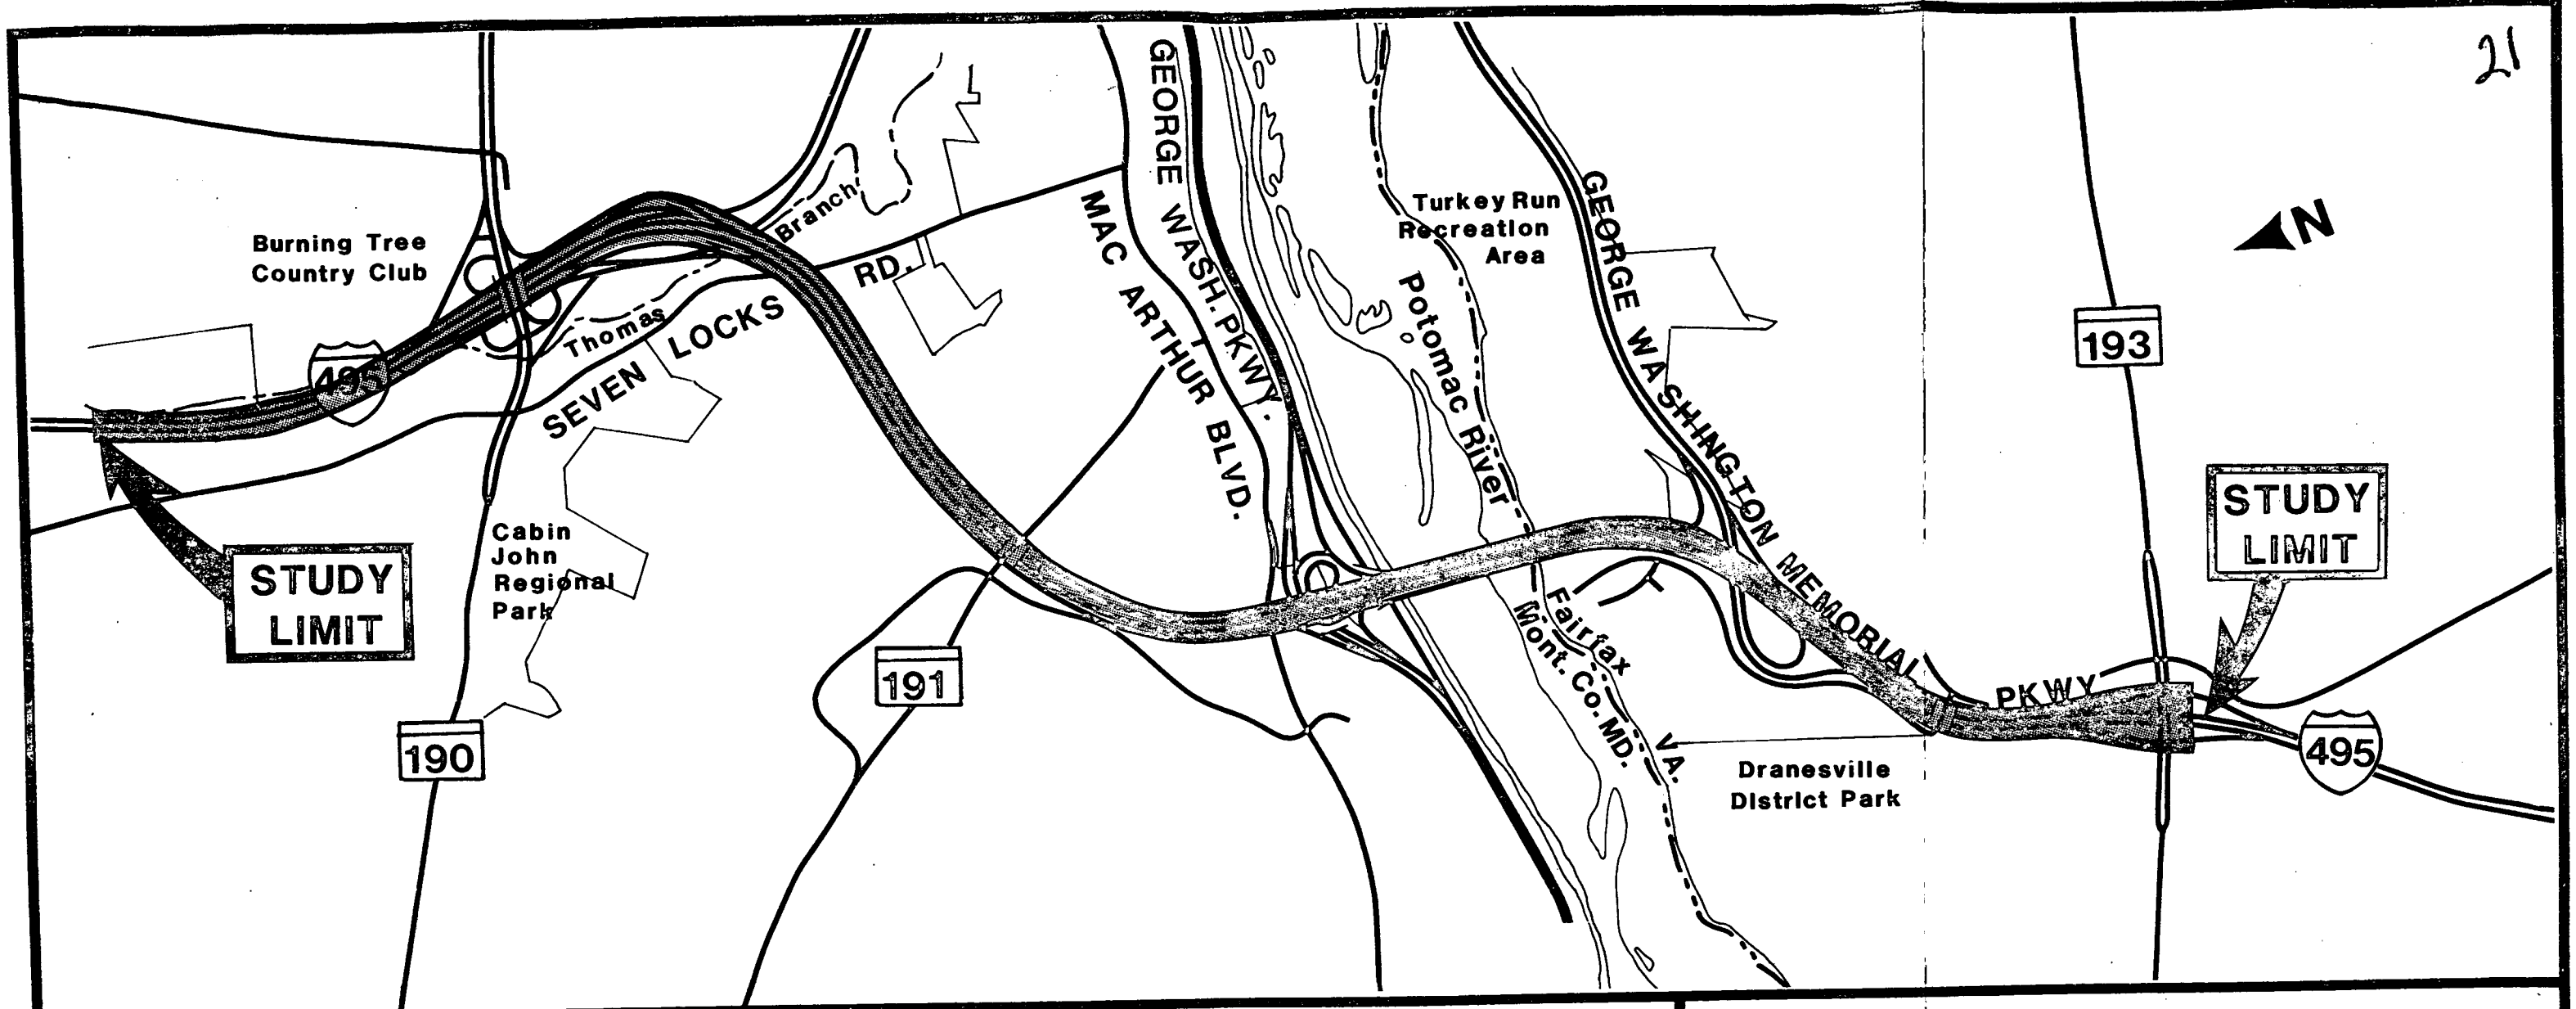 21
GEORGE WASH. PKWY.
Turkey Run
Recreation
Area
GEORGE WASHINGTON MEMORIAL PKWY
N
Burning Tree
Country Club
Branch
RD.
MAC ARTHUR BLVD.
Potomac River
193
495
Thomas
SEVEN LOCKS
STUDY
LIMIT
Cabin
John
Regional
Park
STUDY
LIMIT
Fairfax VA.
Mont. Co. MD.
191
190
495
Dranesville
District Park